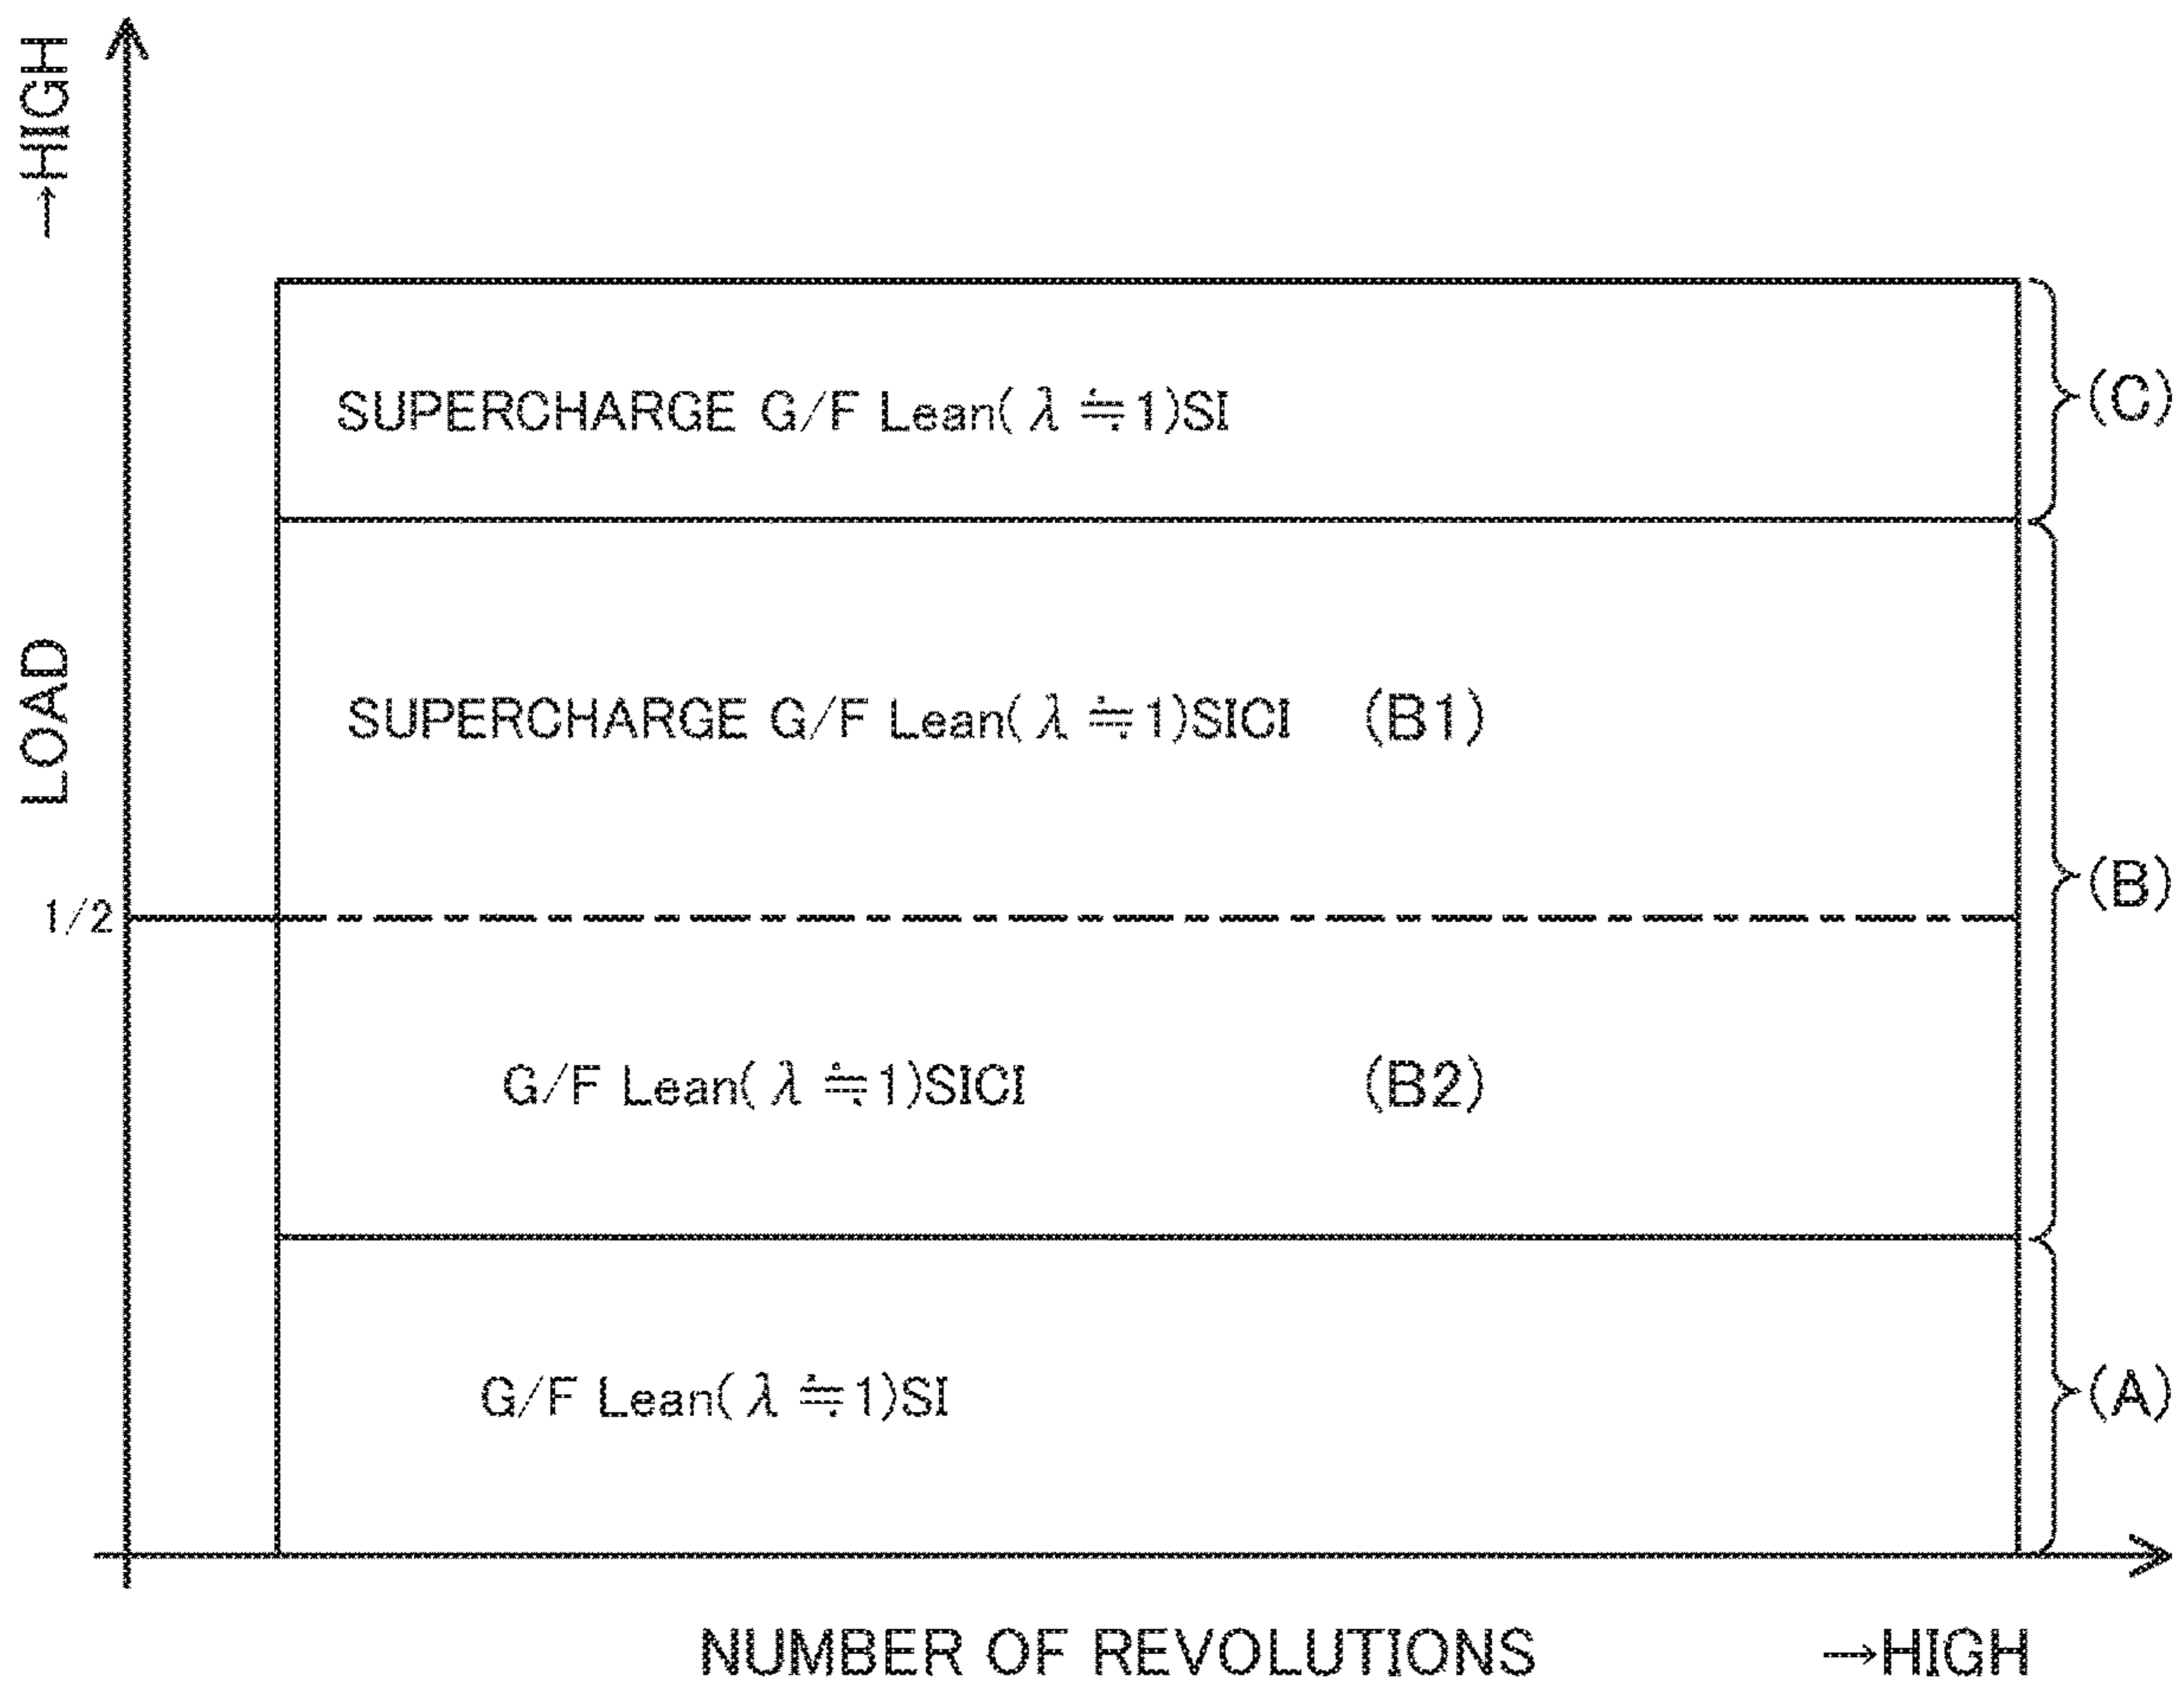 →HIGH
LOAD
SUPERCHARGE G/F Lean(λ≒1)SI
(C)
SUPERCHARGE G/F Lean(λ≒1)SICI (B1)
(B)
1/2
G/F Lean(λ≒1)SICI (B2)
G/F Lean(λ≒1)SI
(A)
NUMBER OF REVOLUTIONS →HIGH